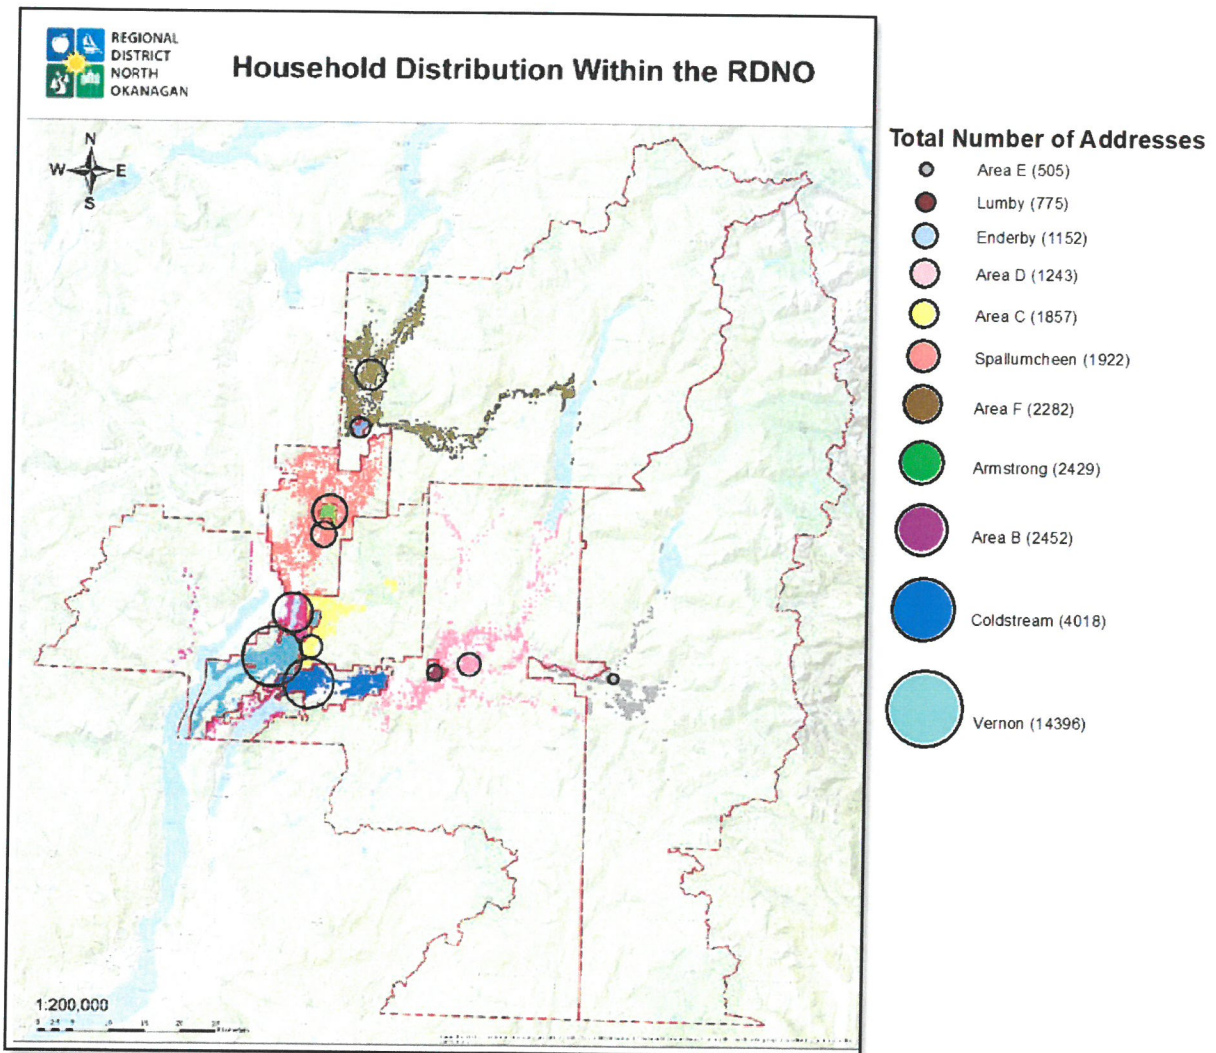 REGIONAL
DISTRICT
NORTH
OKANAGAN
Household Distribution Within the RDNO
N
W E
S
Total Number of Addresses
Area E (505)
Lumby (775)
Enderby (1152)
Area D (1243)
Area C (1857)
Spallumcheen (1922)
Area F (2282)
Armstrong (2429)
Area B (2452)
Coldstream (4018)
Vernon (14396)
1:200,000